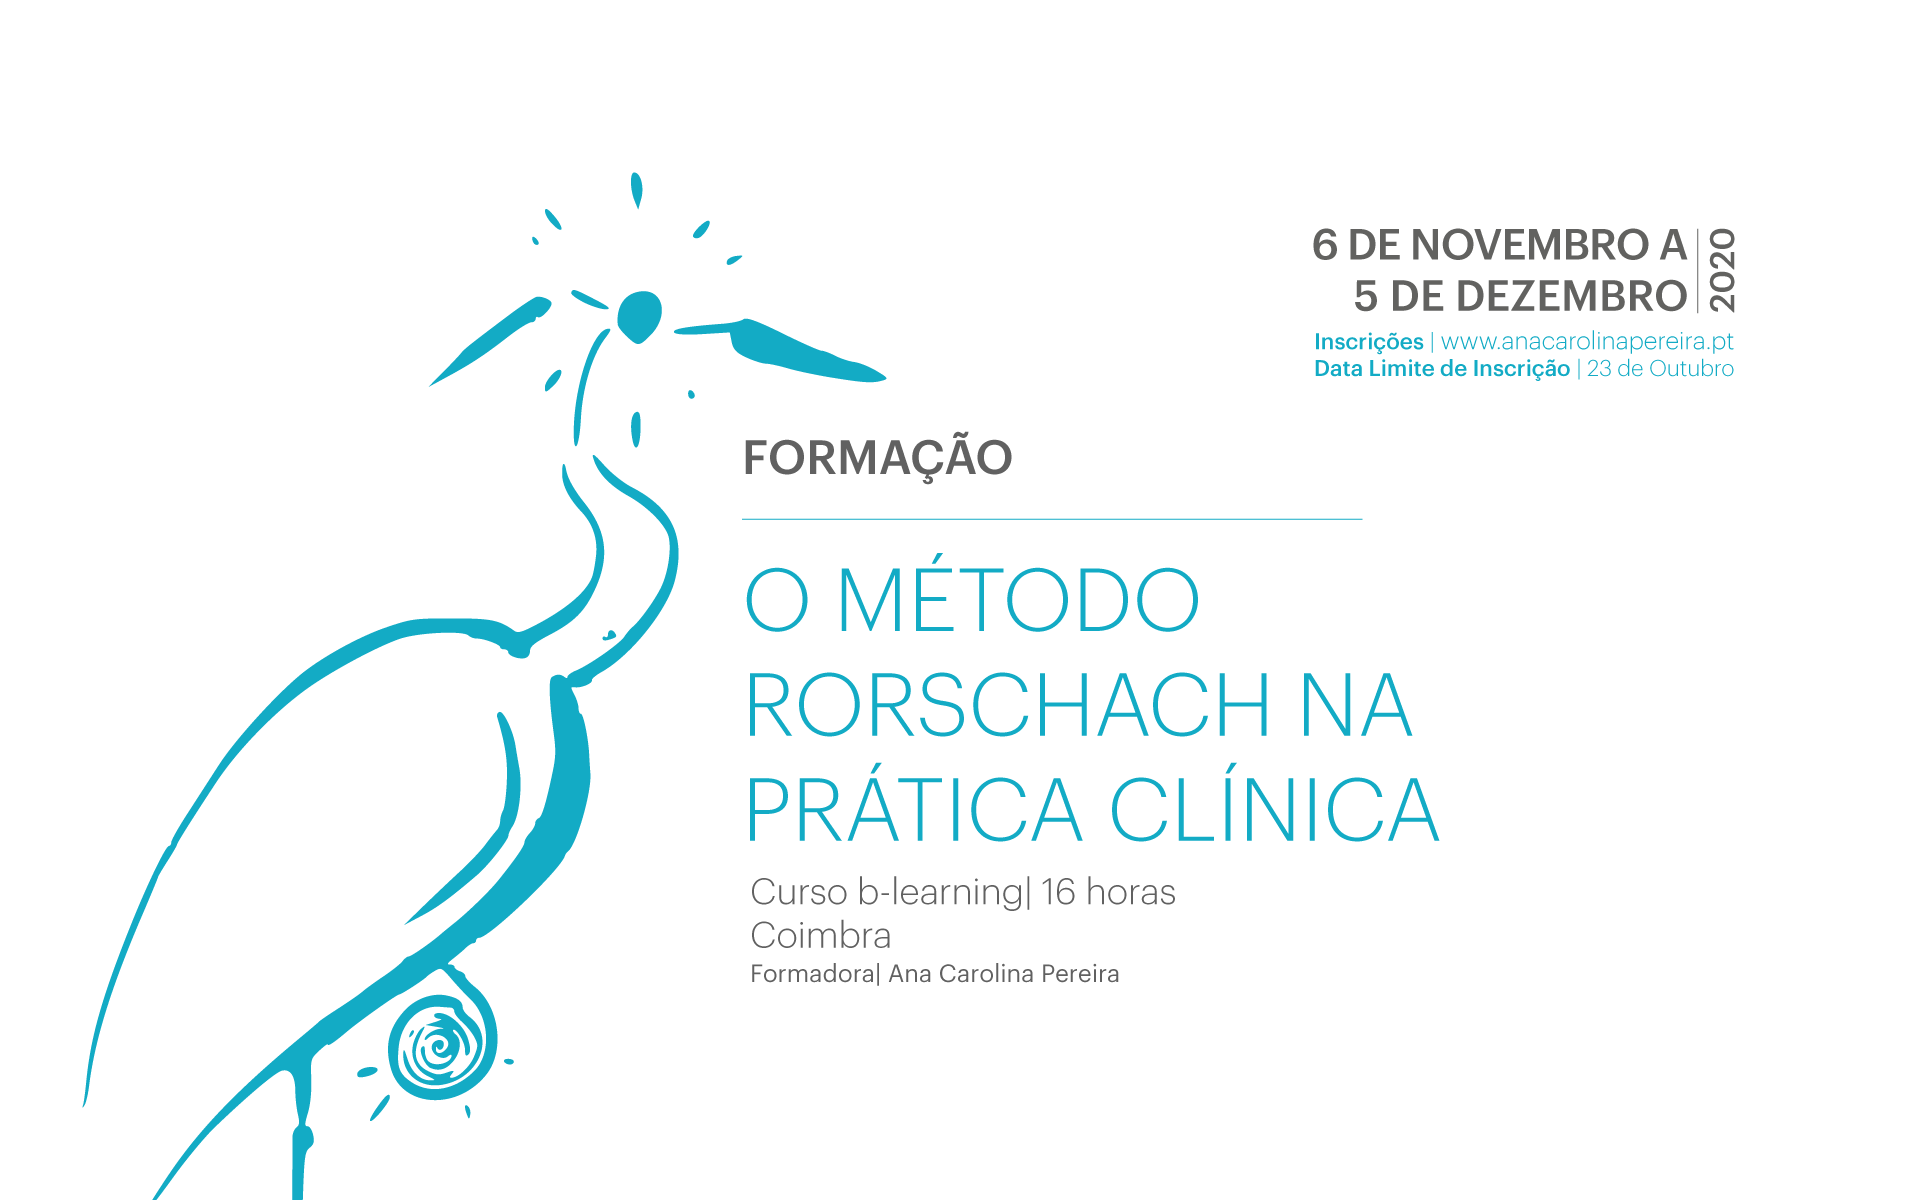 6 DE NOVEMBRO A
5 DE DEZEMBRO
2020
Inscrições | www.anacarolinapereira.pt
Data Limite de Inscrição | 23 de Outubro
FORMAÇÃO
O MÉTODO
RORSCHACH NA
PRÁTICA CLÍNICA
Curso b-learning| 16 horas
Coimbra
Formadora| Ana Carolina Pereira